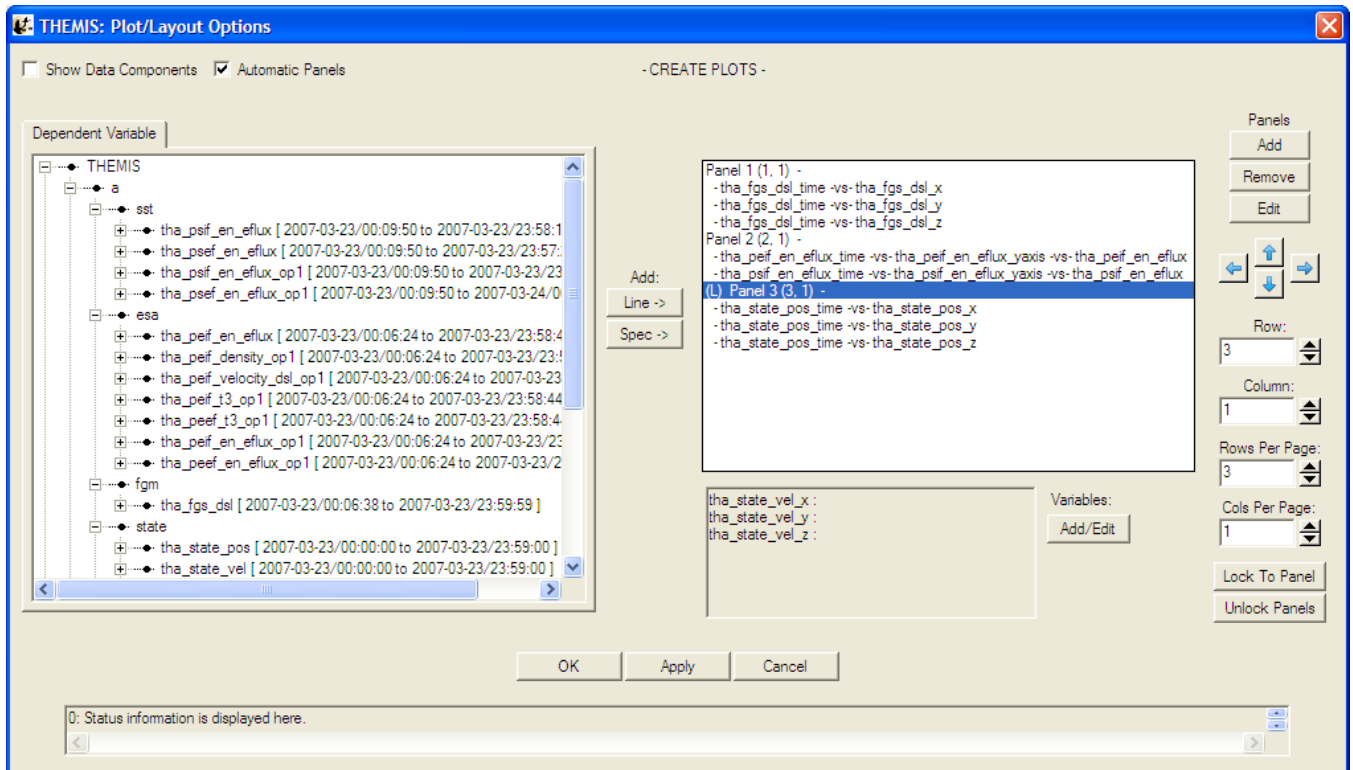 THEMIS: Plot/Layout Options
Show Data Components Automatic Panels - CREATE PLOTS -
Dependent Variable
THEMIS
a
sst
tha_psif_en_eflux [ 2007-03-23/00:09:50 to 2007-03-23/23:58:1
tha_psef_en_eflux [ 2007-03-23/00:09:50 to 2007-03-23/23:57:
tha_psif_en_eflux_op1 [ 2007-03-23/00:09:50 to 2007-03-23/23
tha_psef_en_eflux_op1 [ 2007-03-23/00:09:50 to 2007-03-24/0
esa
tha_peif_en_eflux [ 2007-03-23/00:06:24 to 2007-03-23/23:58:4
tha_peif_density_op1 [ 2007-03-23/00:06:24 to 2007-03-23/23:5
tha_peif_velocity_dsl_op1 [ 2007-03-23/00:06:24 to 2007-03-23
tha_peif_t3_op1 [ 2007-03-23/00:06:24 to 2007-03-23/23:58:44
tha_peef_t3_op1 [ 2007-03-23/00:06:24 to 2007-03-23/23:58:4
tha_peif_en_eflux_op1 [ 2007-03-23/00:06:24 to 2007-03-23/23
tha_peef_en_eflux_op1 [ 2007-03-23/00:06:24 to 2007-03-23/2
fgm
tha_fgs_dsl [ 2007-03-23/00:06:38 to 2007-03-23/23:59:59 ]
state
tha_state_pos [ 2007-03-23/00:00:00 to 2007-03-23/23:59:00 ]
tha_state_vel [ 2007-03-23/00:00:00 to 2007-03-23/23:59:00 ]
Add:
Line ->
Spec ->
Panel 1 (1, 1) -
-tha_fgs_dsl_time -vs- tha_fgs_dsl_x
-tha_fgs_dsl_time -vs- tha_fgs_dsl_y
-tha_fgs_dsl_time -vs- tha_fgs_dsl_z
Panel 2 (2, 1) -
-tha_peif_en_eflux_time -vs- tha_peif_en_eflux_yaxis -vs- tha_peif_en_eflux
-tha_psif_en_eflux_time -vs- tha_psif_en_eflux_yaxis -vs- tha_psif_en_eflux
(L) Panel 3 (3, 1) -
-tha_state_pos_time -vs- tha_state_pos_x
-tha_state_pos_time -vs- tha_state_pos_y
-tha_state_pos_time -vs- tha_state_pos_z
tha_state_vel_x :
tha_state_vel_y :
tha_state_vel_z :
Variables:
Add/Edit
Panels
Add
Remove
Edit
Row:
3
Column:
1
Rows Per Page:
3
Cols Per Page:
1
Lock To Panel
Unlock Panels
OK Apply Cancel
0: Status information is displayed here.